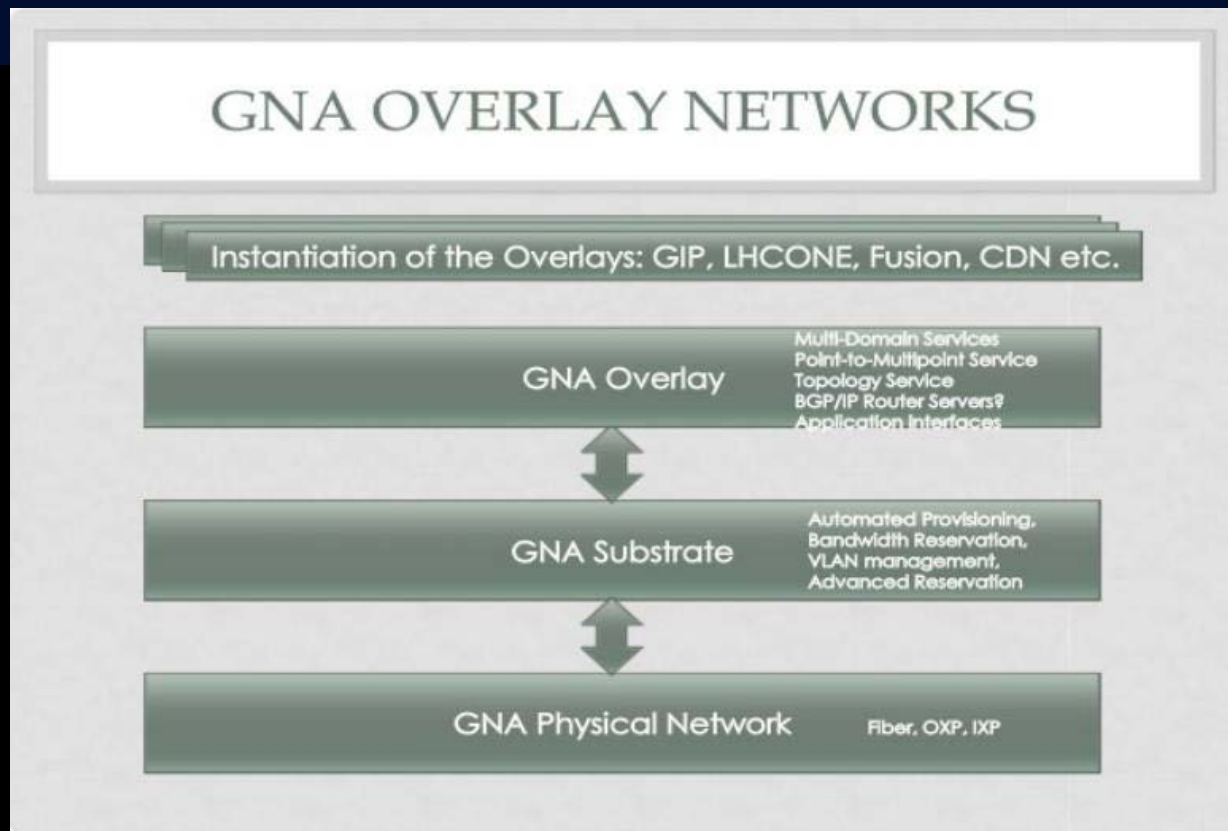 GNA OVERLAY NETWORKS
Instantiation of the Overlays: GIP, LHCONE, Fusion, CDN etc.
GNA Overlay
Multi-Domain Services
Point-to-Multipoint Service
Topology Service
BGP/IP Router Servers?
Application Interfaces
GNA Substrate
Automated Provisioning,
Bandwidth Reservation,
VLAN management,
Advanced Reservation
GNA Physical Network
Fiber, OXP, IXP